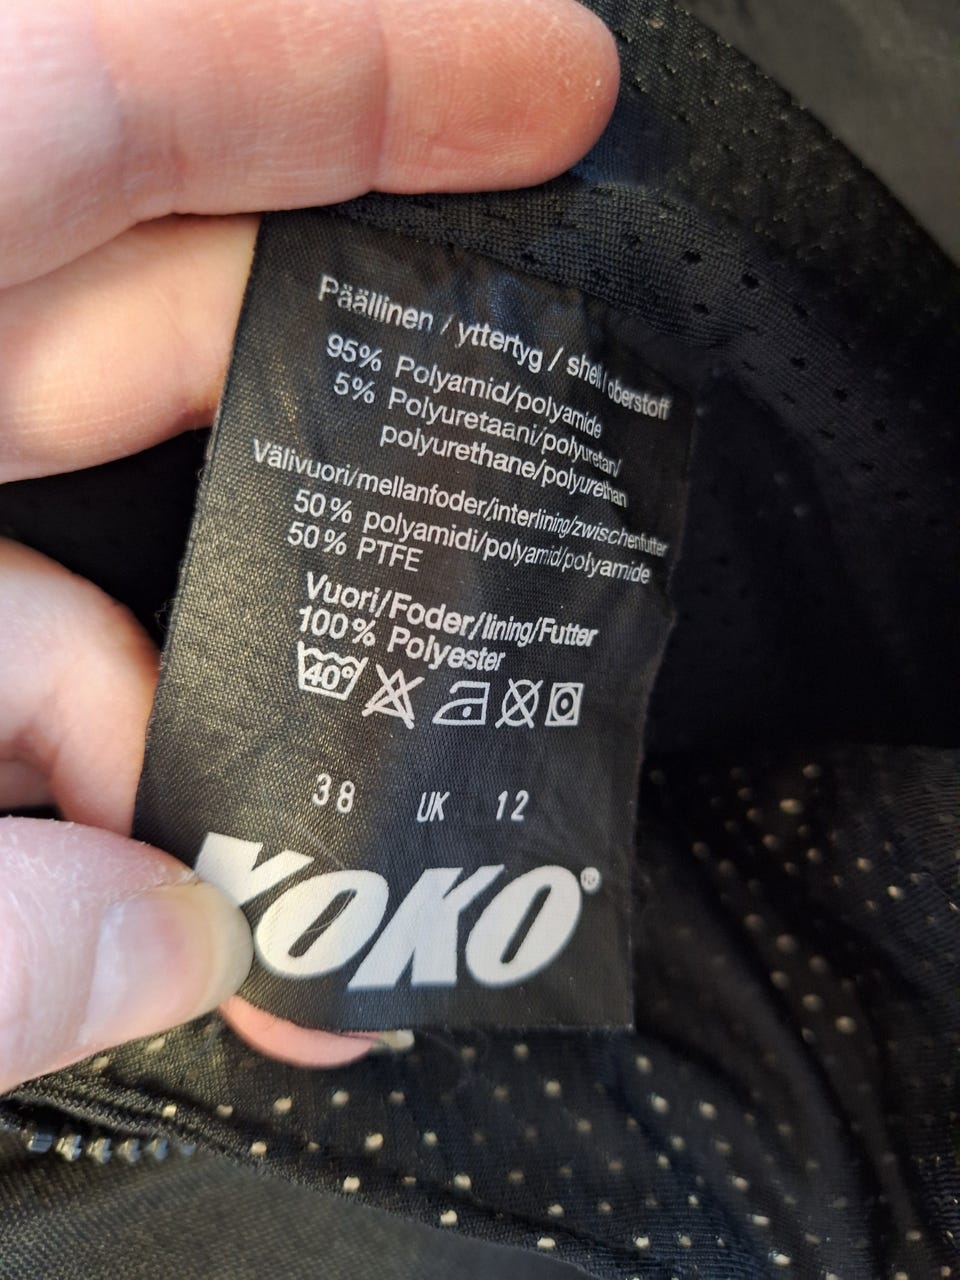 Päällinen / yttertyg / shell / oberstoff
95% Polyamid/polyamide
5% Polyuretaani/polyuretan/
polyurethane/polyurethan
Välivuori/mellanfoder/interlining/zwischenfutter
50% polyamidi/polyamid/polyamide
50% PTFE
Vuori/Foder/lining/Futter
100% Polyester
40°
38 UK 12
YOKO®